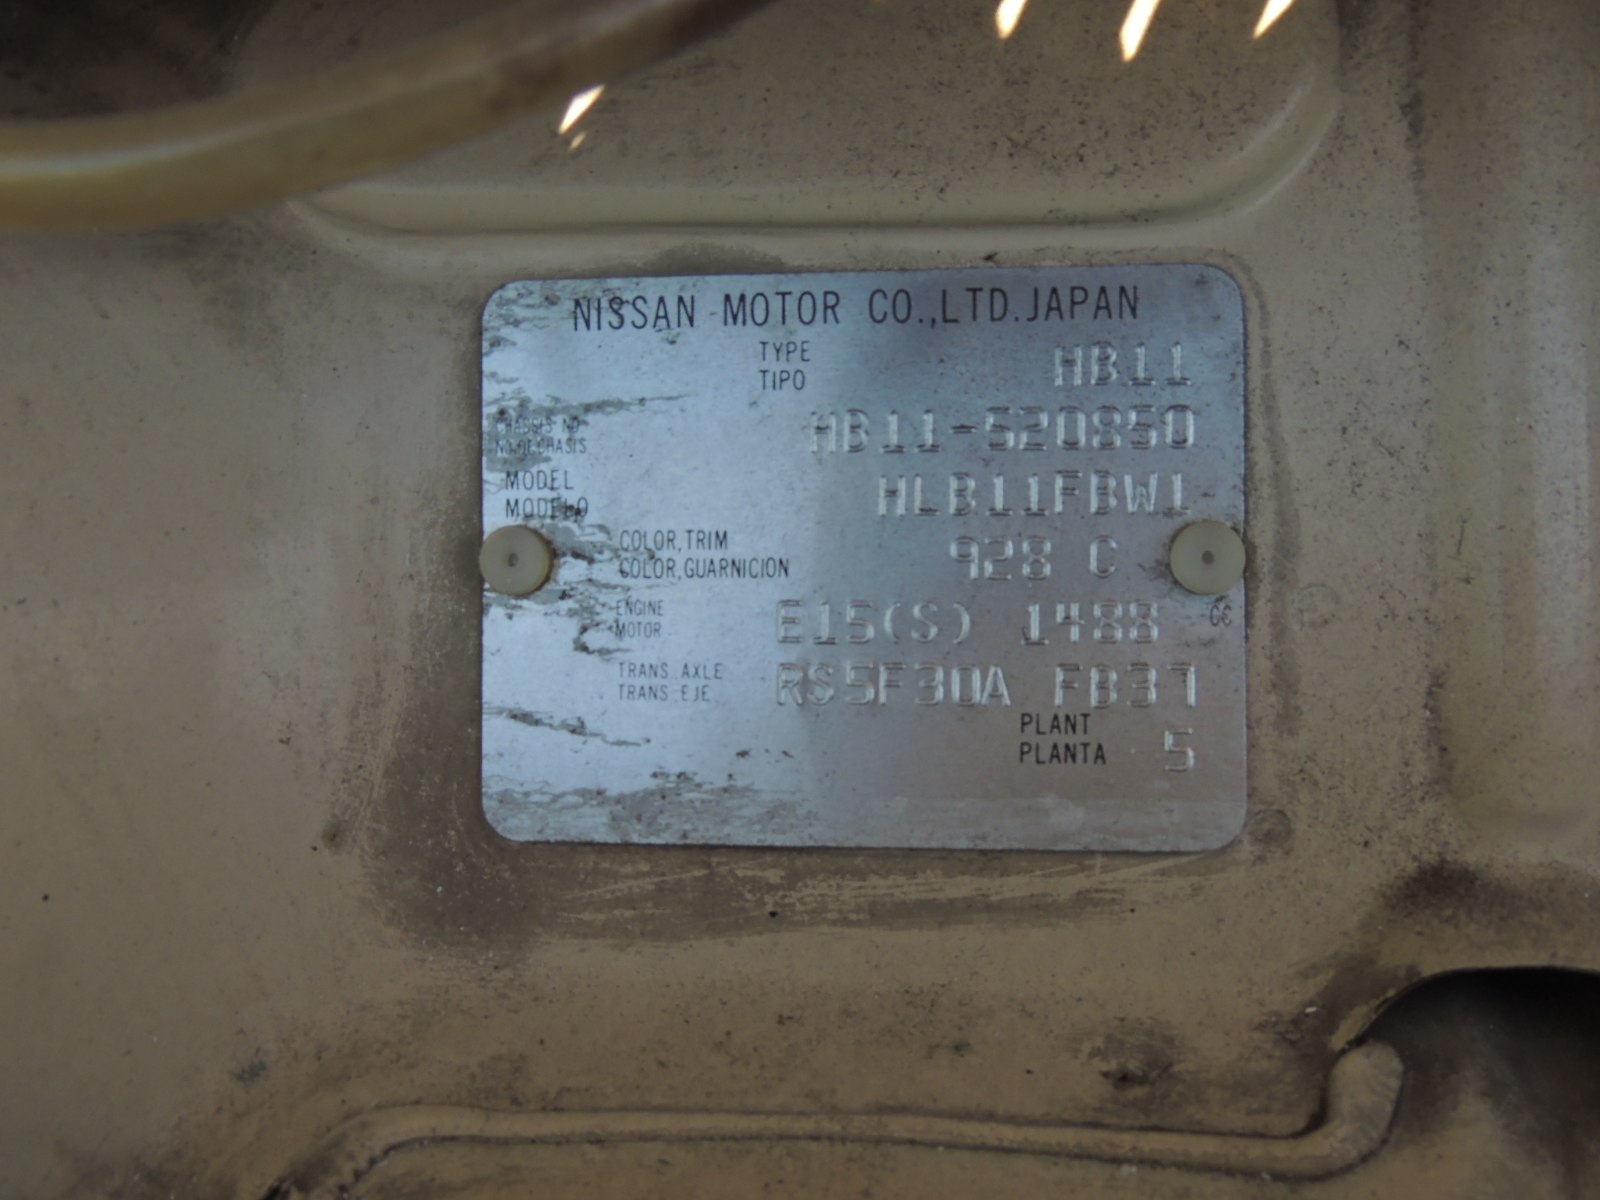 NISSAN MOTOR CO.,LTD.JAPAN
TYPE
TIPO HB11
CHASSIS NO
NO.DE CHASIS HB11-520850
MODEL
MODELO HLB11FBW1
COLOR,TRIM
COLOR,GUARNICION 928 C
ENGINE
MOTOR E15(S) 1488 CC
TRANS.AXLE
TRANS.EJE RS5F30A FB37
PLANT
PLANTA 5